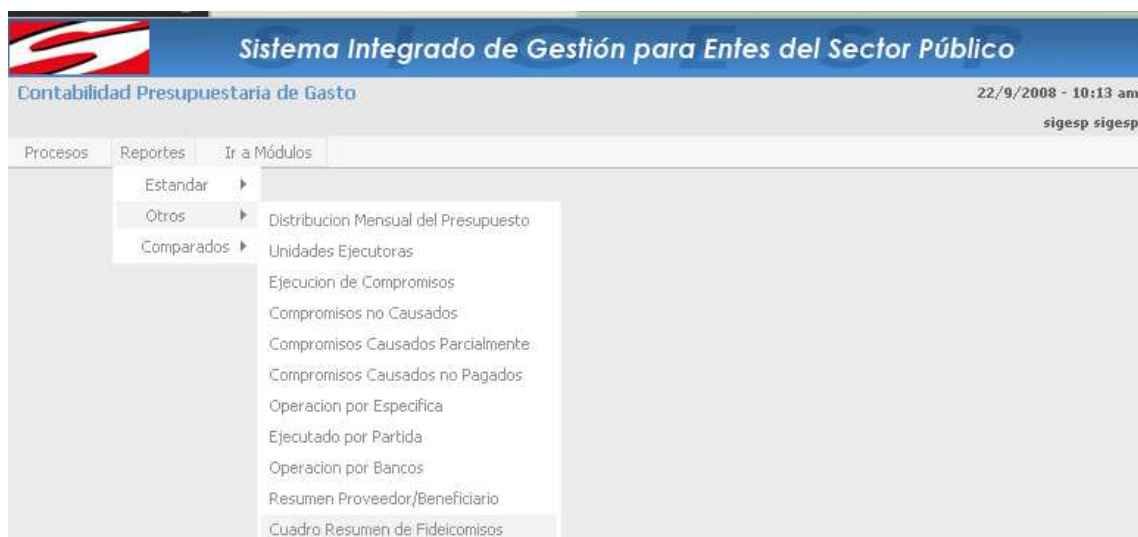 Sistema Integrado de Gestión para Entes del Sector Público
Contabilidad Presupuestaria de Gasto
22/9/2008 - 10:13 am
sigesp sigesp
Procesos Reportes Ir a Módulos
Estandar
Otros
Comparados
Distribucion Mensual del Presupuesto
Unidades Ejecutoras
Ejecucion de Compromisos
Compromisos no Causados
Compromisos Causados Parcialmente
Compromisos Causados no Pagados
Operacion por Especifica
Ejecutado por Partida
Operacion por Bancos
Resumen Proveedor/Beneficiario
Cuadro Resumen de Fideicomisos